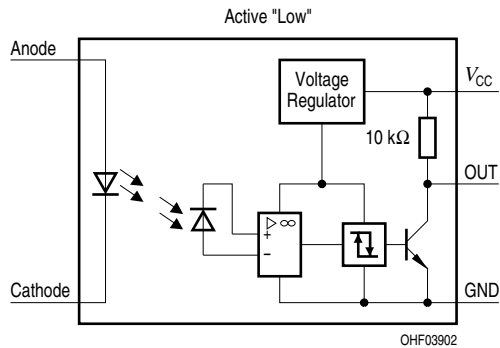 Active "Low"
Anode
Voltage
Regulator
VCC
10 kΩ
OUT
▷ ∞
+
−
Cathode
GND
OHF03902